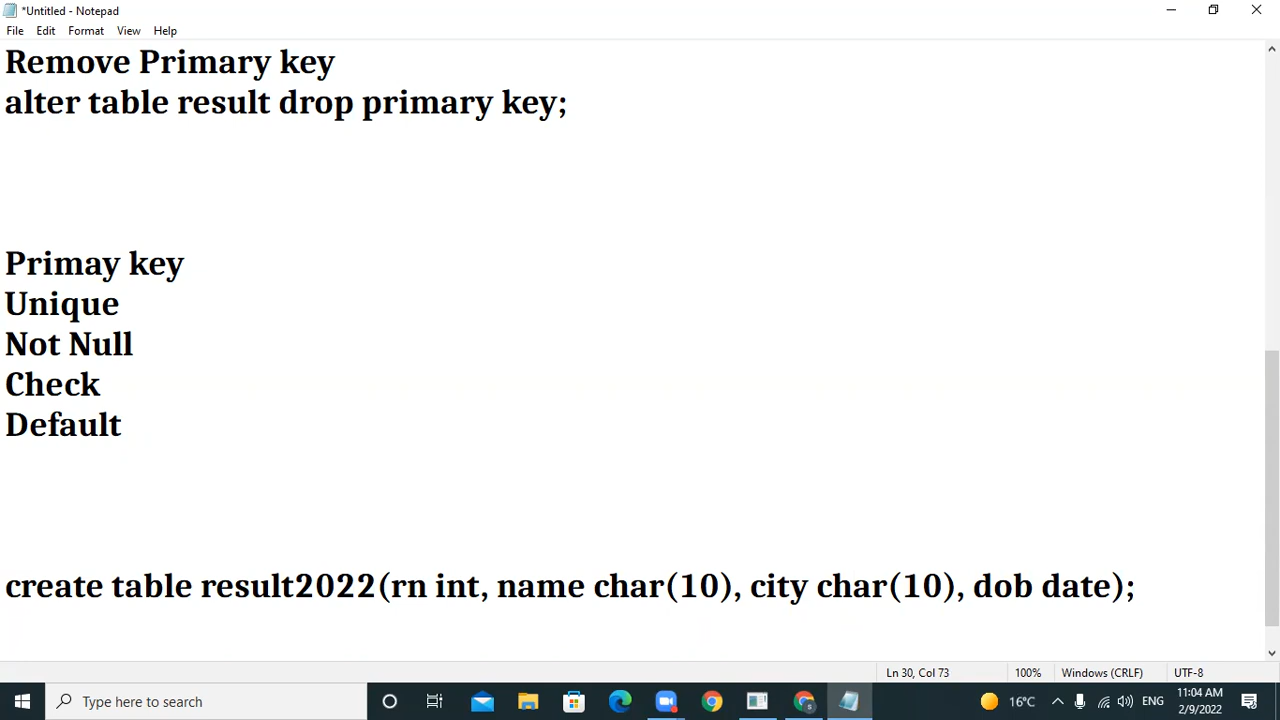 *Untitled - Notepad
File Edit Format View Help
Remove Primary key
alter table result drop primary key;
Primay key
Unique
Not Null
Check
Default
create table result2022(rn int, name char(10), city char(10), dob date);
Ln 30, Col 73 100% Windows (CRLF) UTF-8
Type here to search 16°C ENG 11:04 AM
2/9/2022